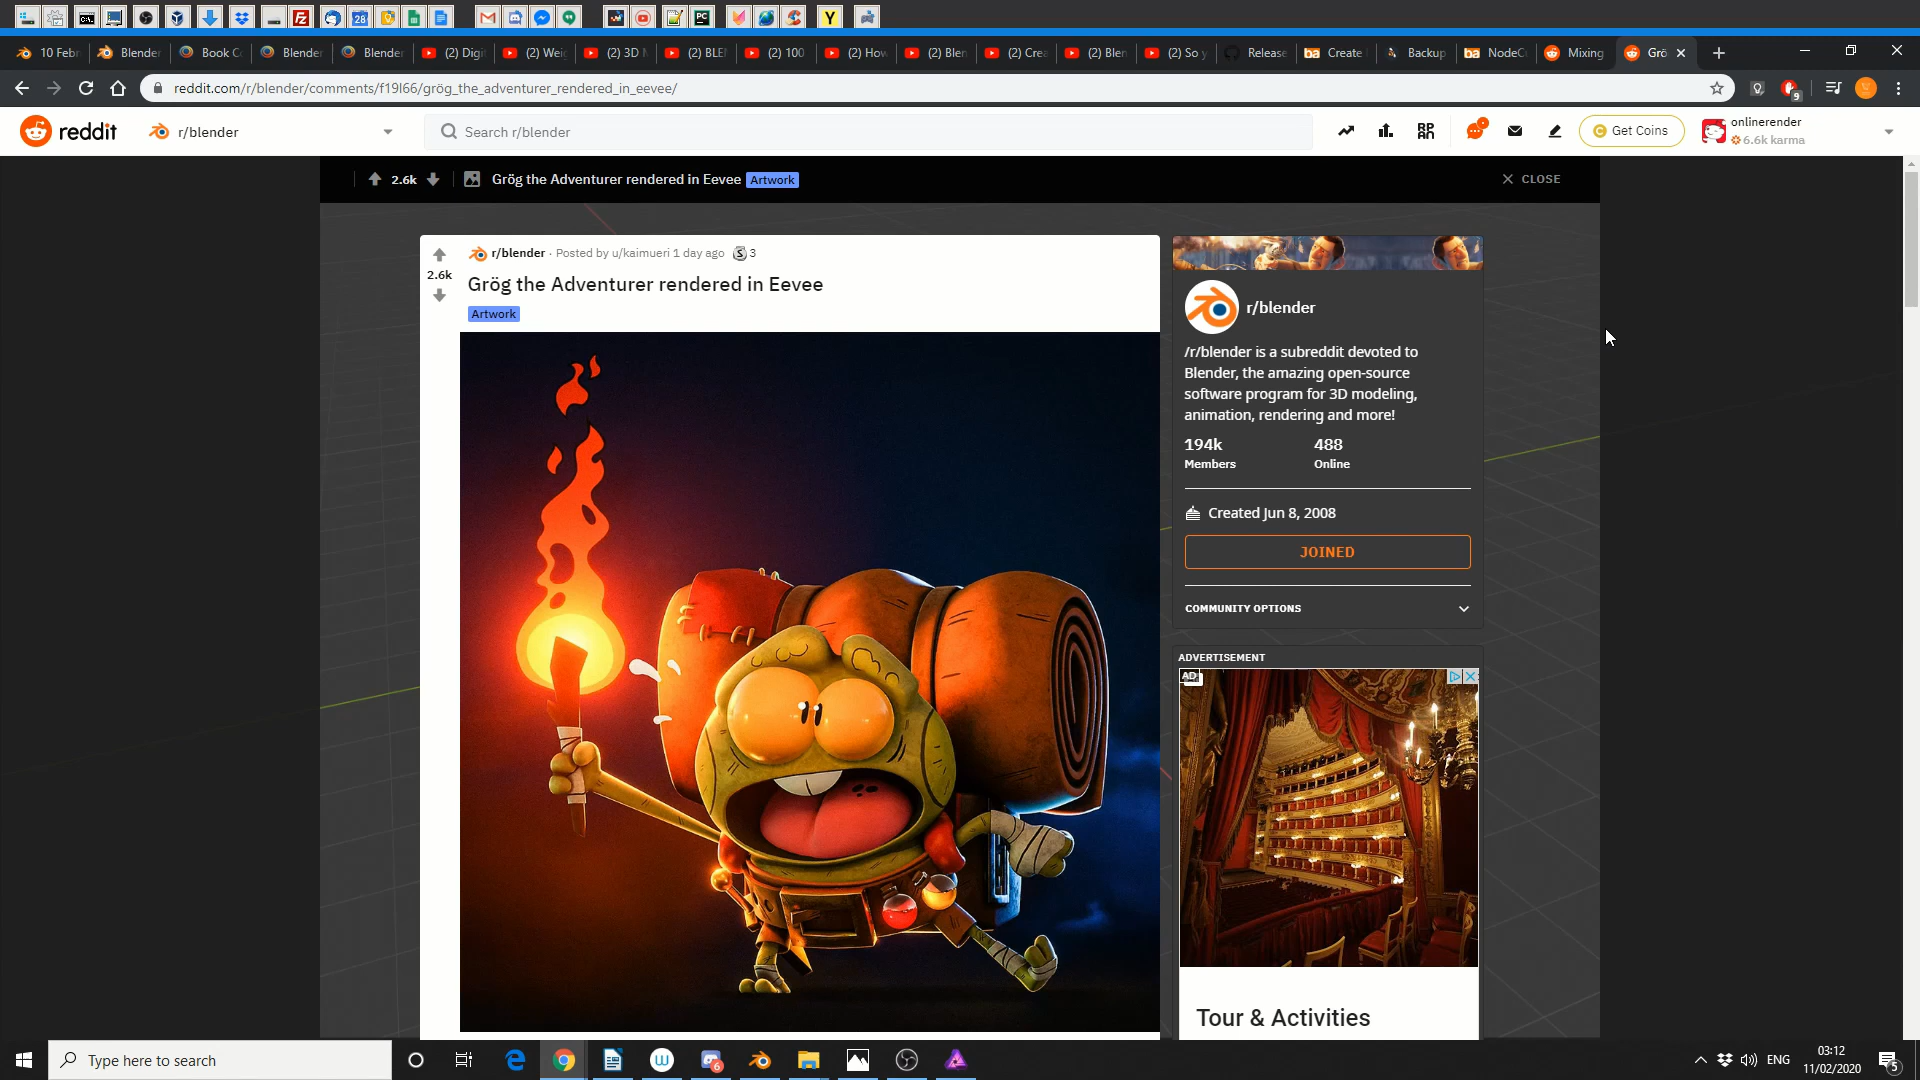 28
Y
10 Feb
Blender
Book C
Blender
Blender
(2) Digi
(2) Wei
(2) 3D
(2) BLE
(2) 100
(2) How
(2) Blen
(2) Crea
(2) Blen
(2) So y
Release
Create
Backup
NodeC
Mixing
Grö
reddit.com/r/blender/comments/f19l66/grög_the_adventurer_rendered_in_eevee/
9
reddit
r/blender
Search r/blender
Get Coins
onlinerender
6.6k karma
2.6k
Grög the Adventurer rendered in Eevee
Artwork
CLOSE
r/blender · Posted by u/kaimueri 1 day ago
3
2.6k
Grög the Adventurer rendered in Eevee
Artwork
r/blender
/r/blender is a subreddit devoted to
Blender, the amazing open-source
software program for 3D modeling,
animation, rendering and more!
194k
488
Members
Online
Created Jun 8, 2008
JOINED
COMMUNITY OPTIONS
ADVERTISEMENT
AD
Tour & Activities
Type here to search
6
ENG
03:12
11/02/2020
5